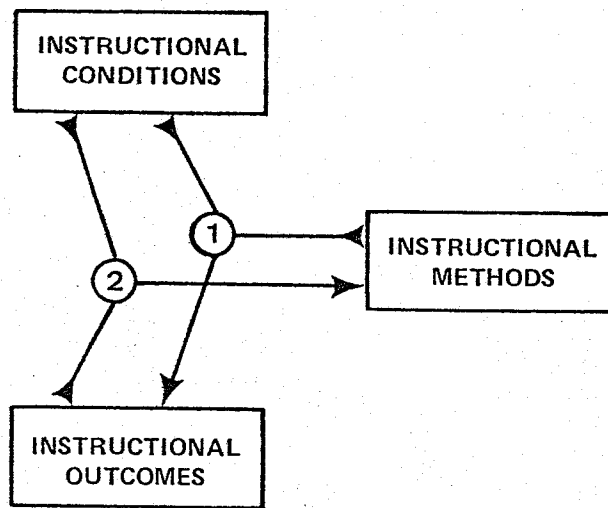 INSTRUCTIONAL
CONDITIONS
1
INSTRUCTIONAL
METHODS
2
INSTRUCTIONAL
OUTCOMES